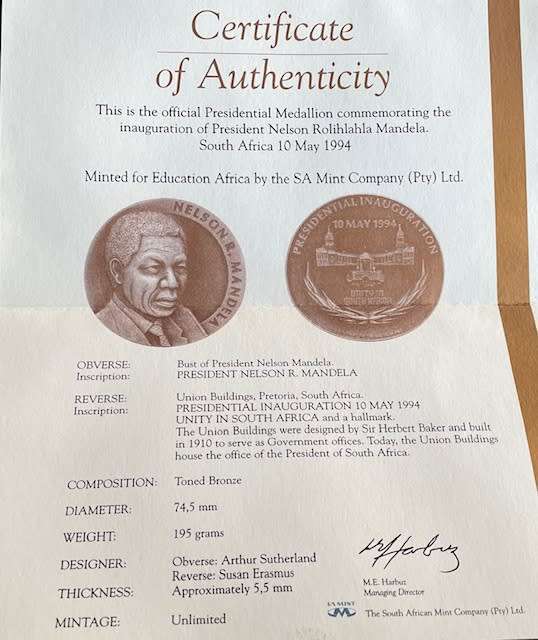 Certificate
of Authenticity
This is the official Presidential Medallion commemorating the
inauguration of President Nelson Rolihlahla Mandela.
South Africa 10 May 1994
Minted for Education Africa by the SA Mint Company (Pty) Ltd.
NELSON R. MANDELA
PRESIDENTIAL INAUGURATION
10 MAY 1994
UNITY IN
SOUTH AFRICA
OBVERSE: Bust of President Nelson Mandela.
Inscription: PRESIDENT NELSON R. MANDELA
REVERSE: Union Buildings, Pretoria, South Africa.
Inscription: PRESIDENTIAL INAUGURATION 10 MAY 1994
UNITY IN SOUTH AFRICA and a hallmark.
The Union Buildings were designed by Sir Herbert Baker and built
in 1910 to serve as Government offices. Today, the Union Buildings
house the office of the President of South Africa.
COMPOSITION: Toned Bronze
DIAMETER: 74,5 mm
WEIGHT: 195 grams
DESIGNER: Obverse: Arthur Sutherland
Reverse: Susan Erasmus
THICKNESS: Approximately 5,5 mm
MINTAGE: Unlimited
M.E. Harbuz
Managing Director
SA MINT
The South African Mint Company (Pty) Ltd.